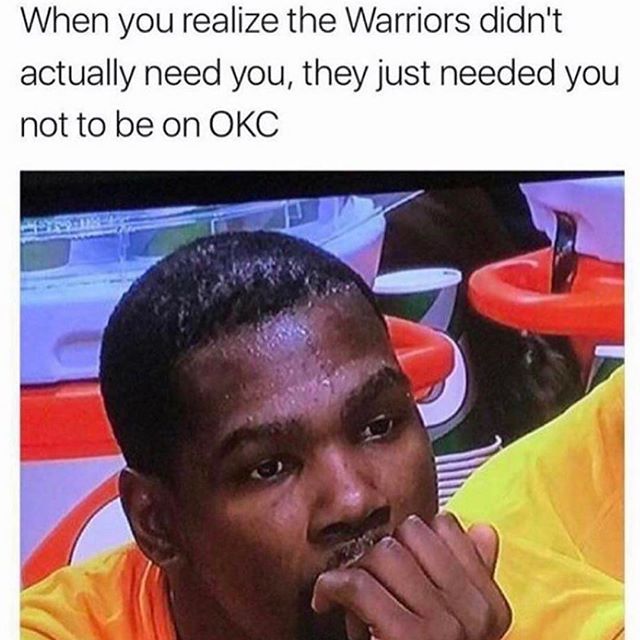 When you realize the Warriors didn't
actually need you, they just needed you
not to be on OKC